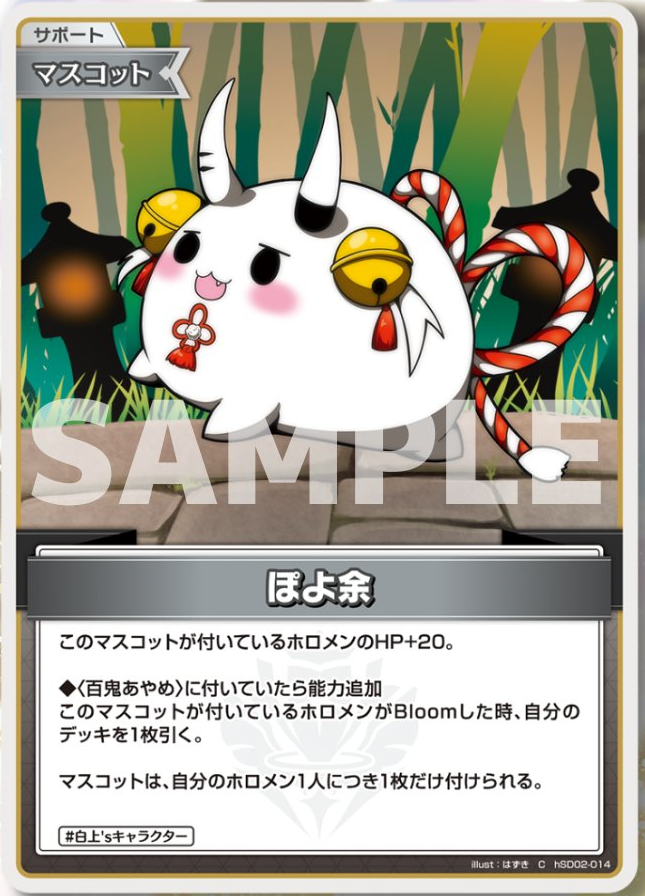 サポート
マスコット
SAMPLE
ぽよ余
このマスコットが付いているホロメンのHP+20。
◆〈百鬼あやめ〉に付いていたら能力追加
このマスコットが付いているホロメンがBloomした時、自分の
デッキを1枚引く。
マスコットは、自分のホロメン1人につき1枚だけ付けられる。
#白上'sキャラクター
illust：はずき C hSD02-014